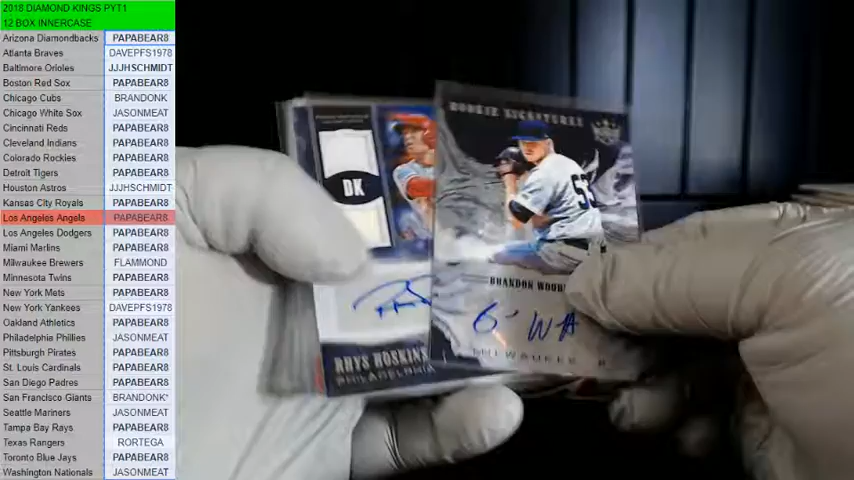 2018 DIAMOND KINGS PYT1
12 BOX INNERCASE
Arizona Diamondbacks PAPABEAR8
Atlanta Braves DAVEPFS1978
Baltimore Orioles JJJHSCHMIDT
Boston Red Sox PAPABEAR8
Chicago Cubs BRANDONK
Chicago White Sox JASONMEAT
Cincinnati Reds PAPABEAR8
Cleveland Indians PAPABEAR8
Colorado Rockies PAPABEAR8
Detroit Tigers PAPABEAR8
Houston Astros JJJHSCHMIDT
Kansas City Royals PAPABEAR8
Los Angeles Angels PAPABEAR8
Los Angeles Dodgers PAPABEAR8
Miami Marlins PAPABEAR8
Milwaukee Brewers FLAMMOND
Minnesota Twins PAPABEAR8
New York Mets PAPABEAR8
New York Yankees DAVEPFS1978
Oakland Athletics PAPABEAR8
Philadelphia Phillies JASONMEAT
Pittsburgh Pirates PAPABEAR8
St. Louis Cardinals PAPABEAR8
San Diego Padres PAPABEAR8
San Francisco Giants BRANDONK*
Seattle Mariners JASONMEAT
Tampa Bay Rays PAPABEAR8
Texas Rangers RORTEGA
Toronto Blue Jays PAPABEAR8
Washington Nationals JASONMEAT
DK
RHYS HOSKINS
PHILADELPHIA
ROOKIE SIGNATURES
53
BRANDON WOOD
MILWAUKEE